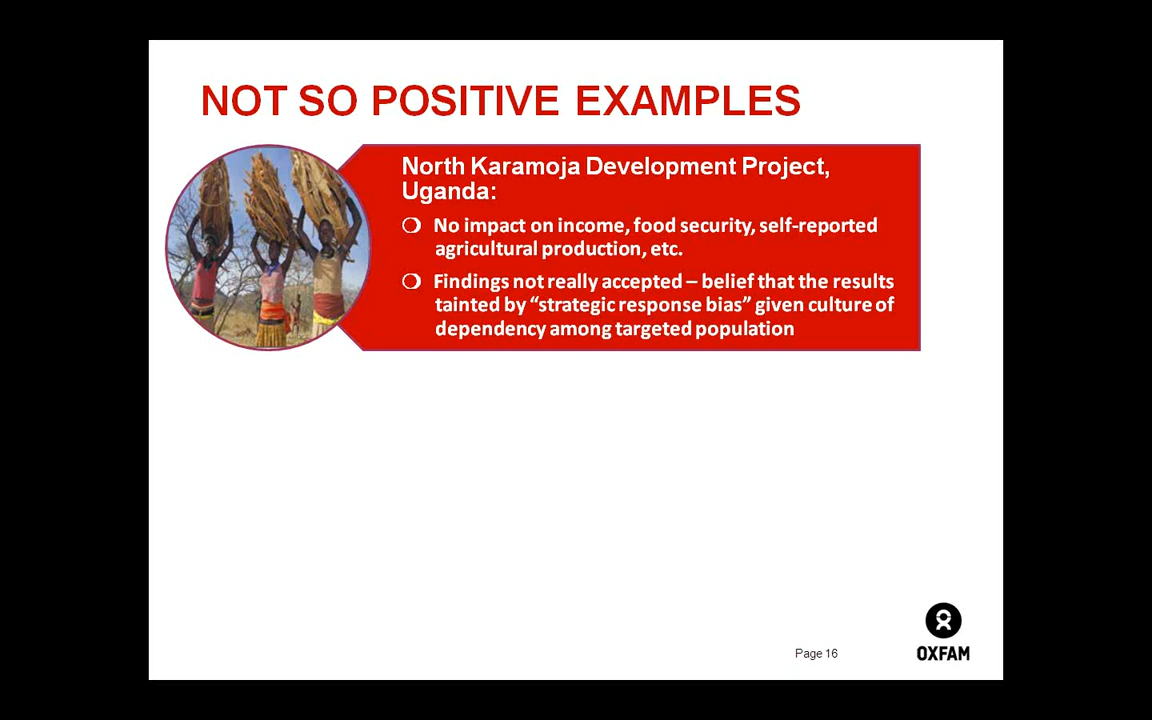 NOT SO POSITIVE EXAMPLES
North Karamoja Development Project,
Uganda:
No impact on income, food security, self-reported
agricultural production, etc.
Findings not really accepted – belief that the results
tainted by “strategic response bias” given culture of
dependency among targeted population
Page 16
OXFAM